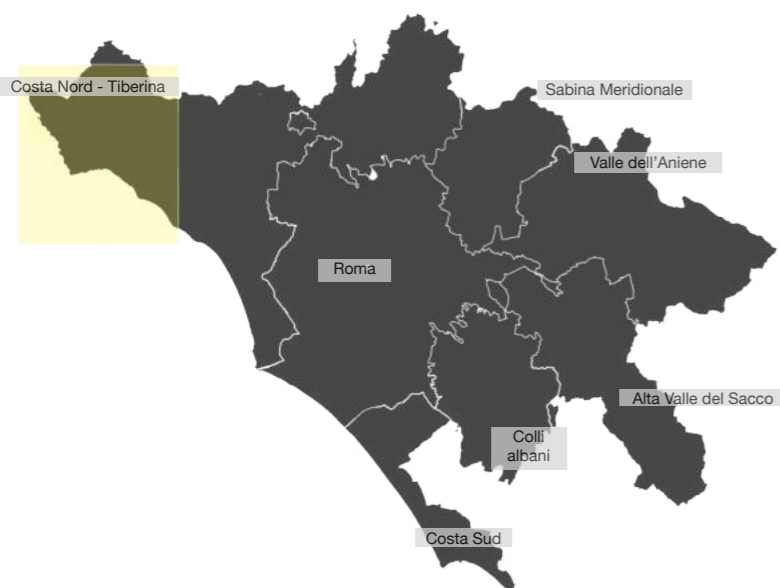 Costa Nord - Tiberina
Sabina Meridionale
Valle dell'Aniene
Roma
Alta Valle del Sacco
Colli
albani
Costa Sud